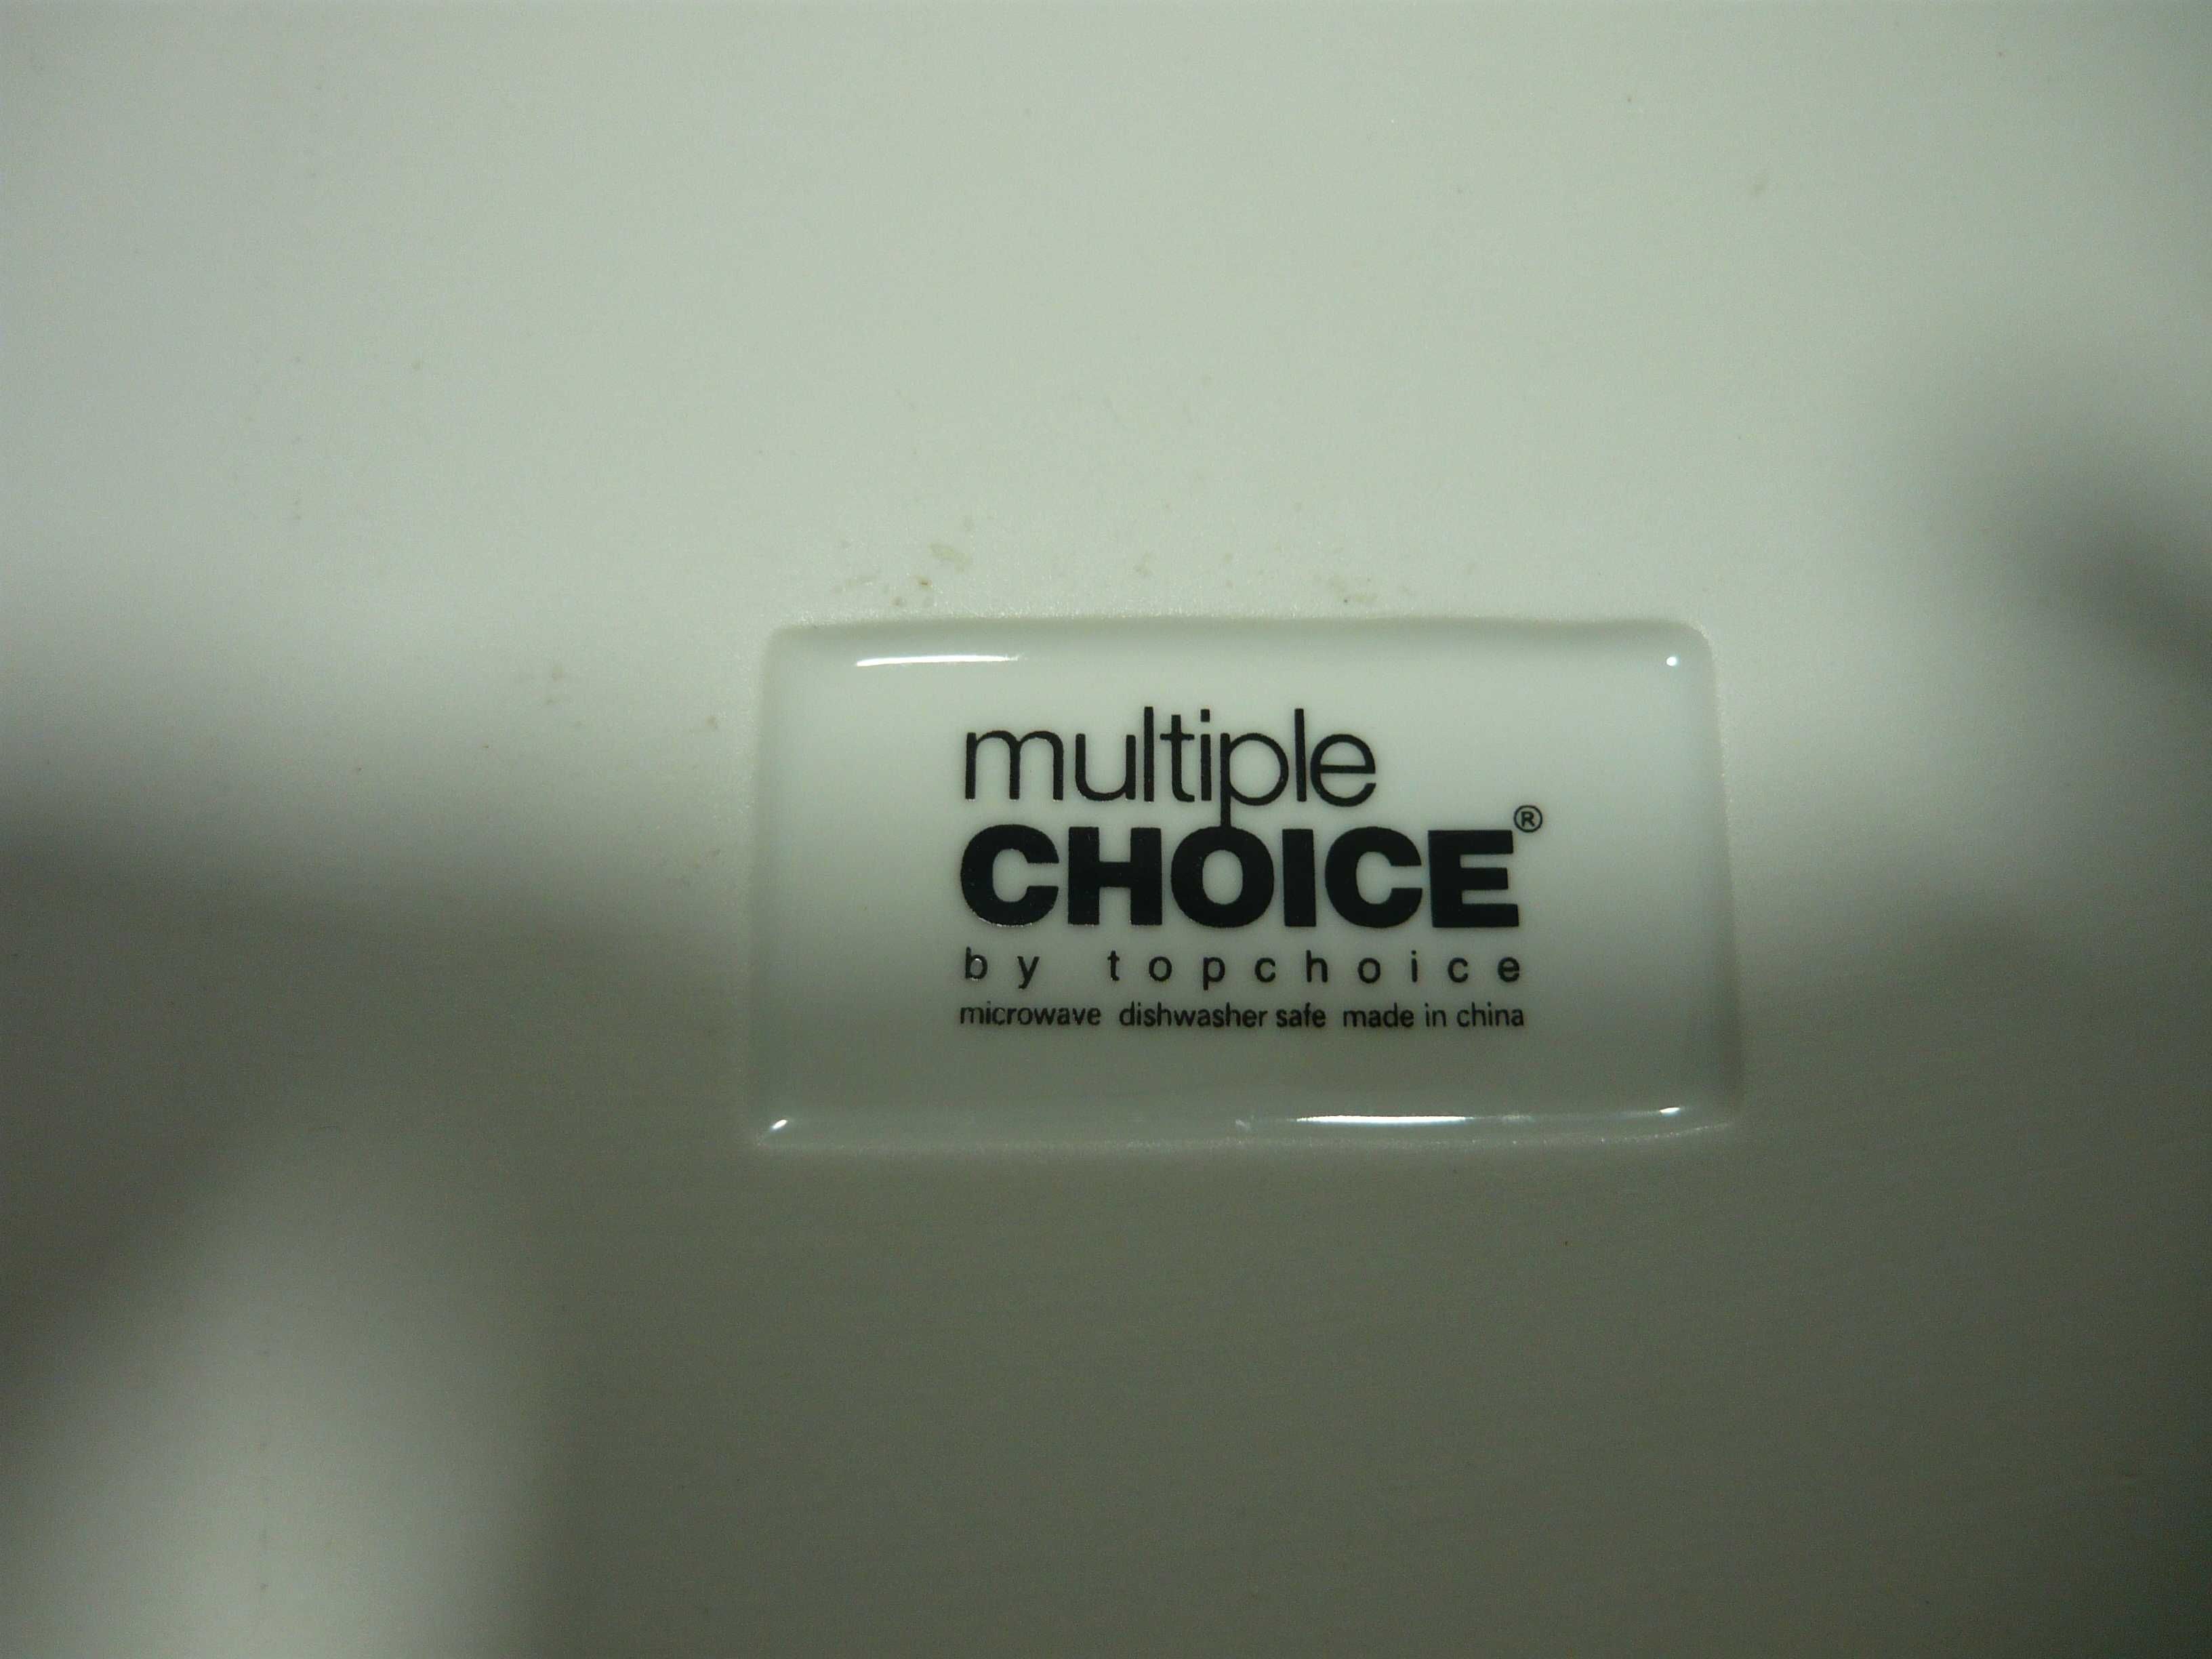 multiple
CHOICE®
by topchoice
microwave dishwasher safe made in china